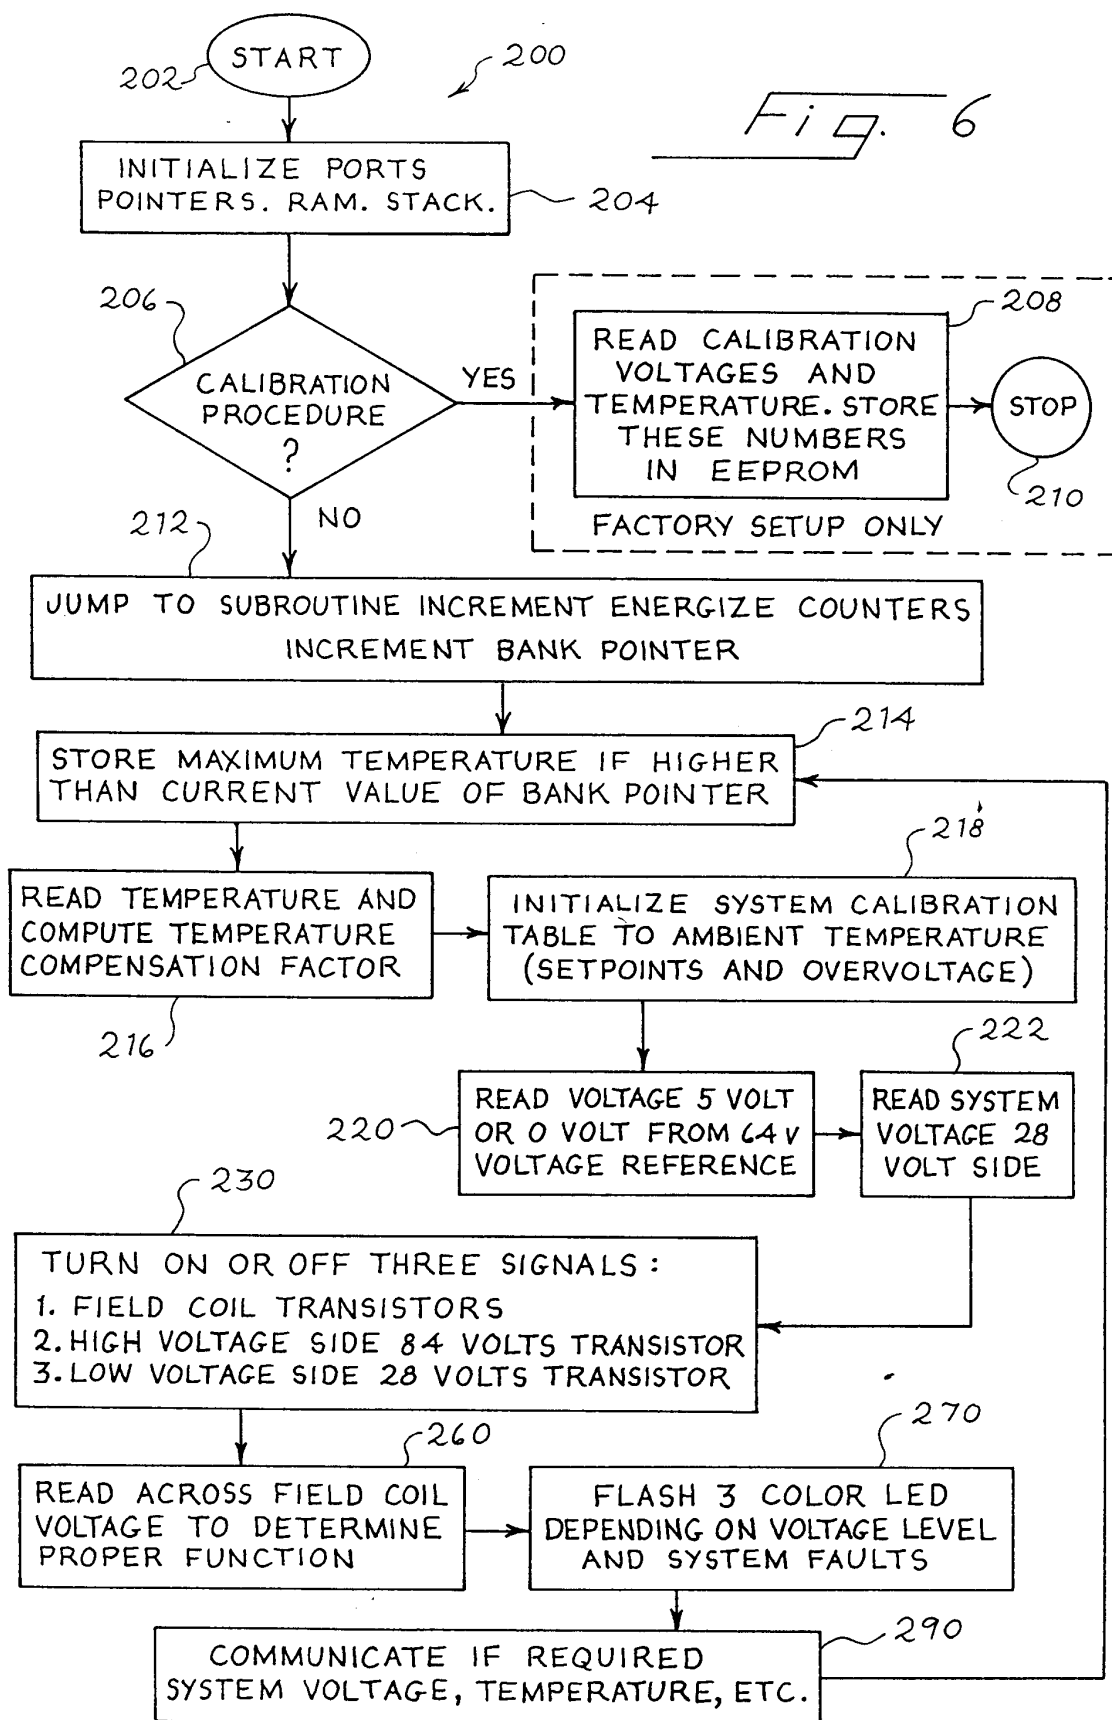 START
202
200
Fig. 6
INITIALIZE PORTS
POINTERS. RAM. STACK.
204
206
CALIBRATION
PROCEDURE
?
YES
NO
208
READ CALIBRATION
VOLTAGES AND
TEMPERATURE. STORE
THESE NUMBERS
IN EEPROM
STOP
210
FACTORY SETUP ONLY
212
JUMP TO SUBROUTINE INCREMENT ENERGIZE COUNTERS
INCREMENT BANK POINTER
214
STORE MAXIMUM TEMPERATURE IF HIGHER
THAN CURRENT VALUE OF BANK POINTER
READ TEMPERATURE AND
COMPUTE TEMPERATURE
COMPENSATION FACTOR
216
218
INITIALIZE SYSTEM CALIBRATION
TABLE TO AMBIENT TEMPERATURE
(SETPOINTS AND OVERVOLTAGE)
220
READ VOLTAGE 5 VOLT
OR 0 VOLT FROM 64V
VOLTAGE REFERENCE
222
READ SYSTEM
VOLTAGE 28
VOLT SIDE
230
TURN ON OR OFF THREE SIGNALS:
1. FIELD COIL TRANSISTORS
2. HIGH VOLTAGE SIDE 84 VOLTS TRANSISTOR
3. LOW VOLTAGE SIDE 28 VOLTS TRANSISTOR
260
READ ACROSS FIELD COIL
VOLTAGE TO DETERMINE
PROPER FUNCTION
270
FLASH 3 COLOR LED
DEPENDING ON VOLTAGE LEVEL
AND SYSTEM FAULTS
290
COMMUNICATE IF REQUIRED
SYSTEM VOLTAGE, TEMPERATURE, ETC.